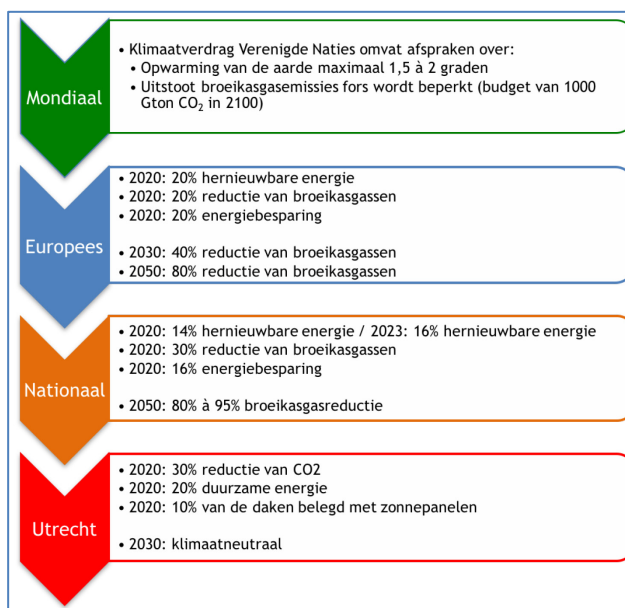 Mondiaal
• Klimaatverdrag Verenigde Naties omvat afspraken over:
• Opwarming van de aarde maximaal 1,5 à 2 graden
• Uitstoot broeikasgasemissies fors wordt beperkt (budget van 1000
Gton CO₂ in 2100)
Europees
• 2020: 20% hernieuwbare energie
• 2020: 20% reductie van broeikasgassen
• 2020: 20% energiebesparing
• 2030: 40% reductie van broeikasgassen
• 2050: 80% reductie van broeikasgassen
Nationaal
• 2020: 14% hernieuwbare energie / 2023: 16% hernieuwbare energie
• 2020: 30% reductie van broeikasgassen
• 2020: 16% energiebesparing
• 2050: 80% à 95% broeikasgasreductie
Utrecht
• 2020: 30% reductie van CO2
• 2020: 20% duurzame energie
• 2020: 10% van de daken belegd met zonnepanelen
• 2030: klimaatneutraal